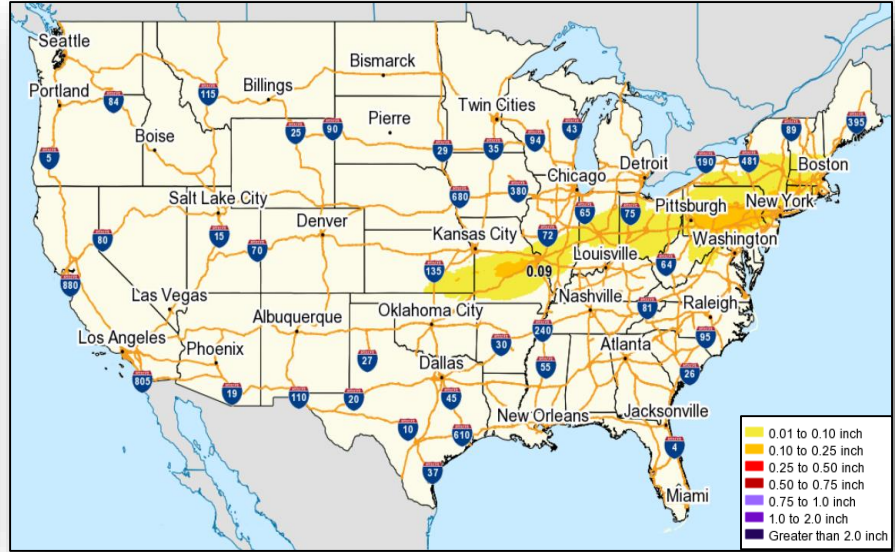 Seattle
Bismarck
Portland
84
115
Billings
Twin Cities
Pierre
25
90
43
94
395
89
Boise
5
29
35
Detroit
190
481
Boston
Chicago
380
680
Salt Lake City
65
75
Pittsburgh
New York
Denver
80
15
72
Kansas City
Washington
70
Louisville
64
135
0.09
880
Las Vegas
Nashville
81
Raleigh
Oklahoma City
Albuquerque
240
95
Los Angeles
Phoenix
30
Atlanta
27
Dallas
55
26
805
19
110
20
45
New Orleans
Jacksonville
10
610
4
37
Miami
0.01 to 0.10 inch
0.10 to 0.25 inch
0.25 to 0.50 inch
0.50 to 0.75 inch
0.75 to 1.0 inch
1.0 to 2.0 inch
Greater than 2.0 inch